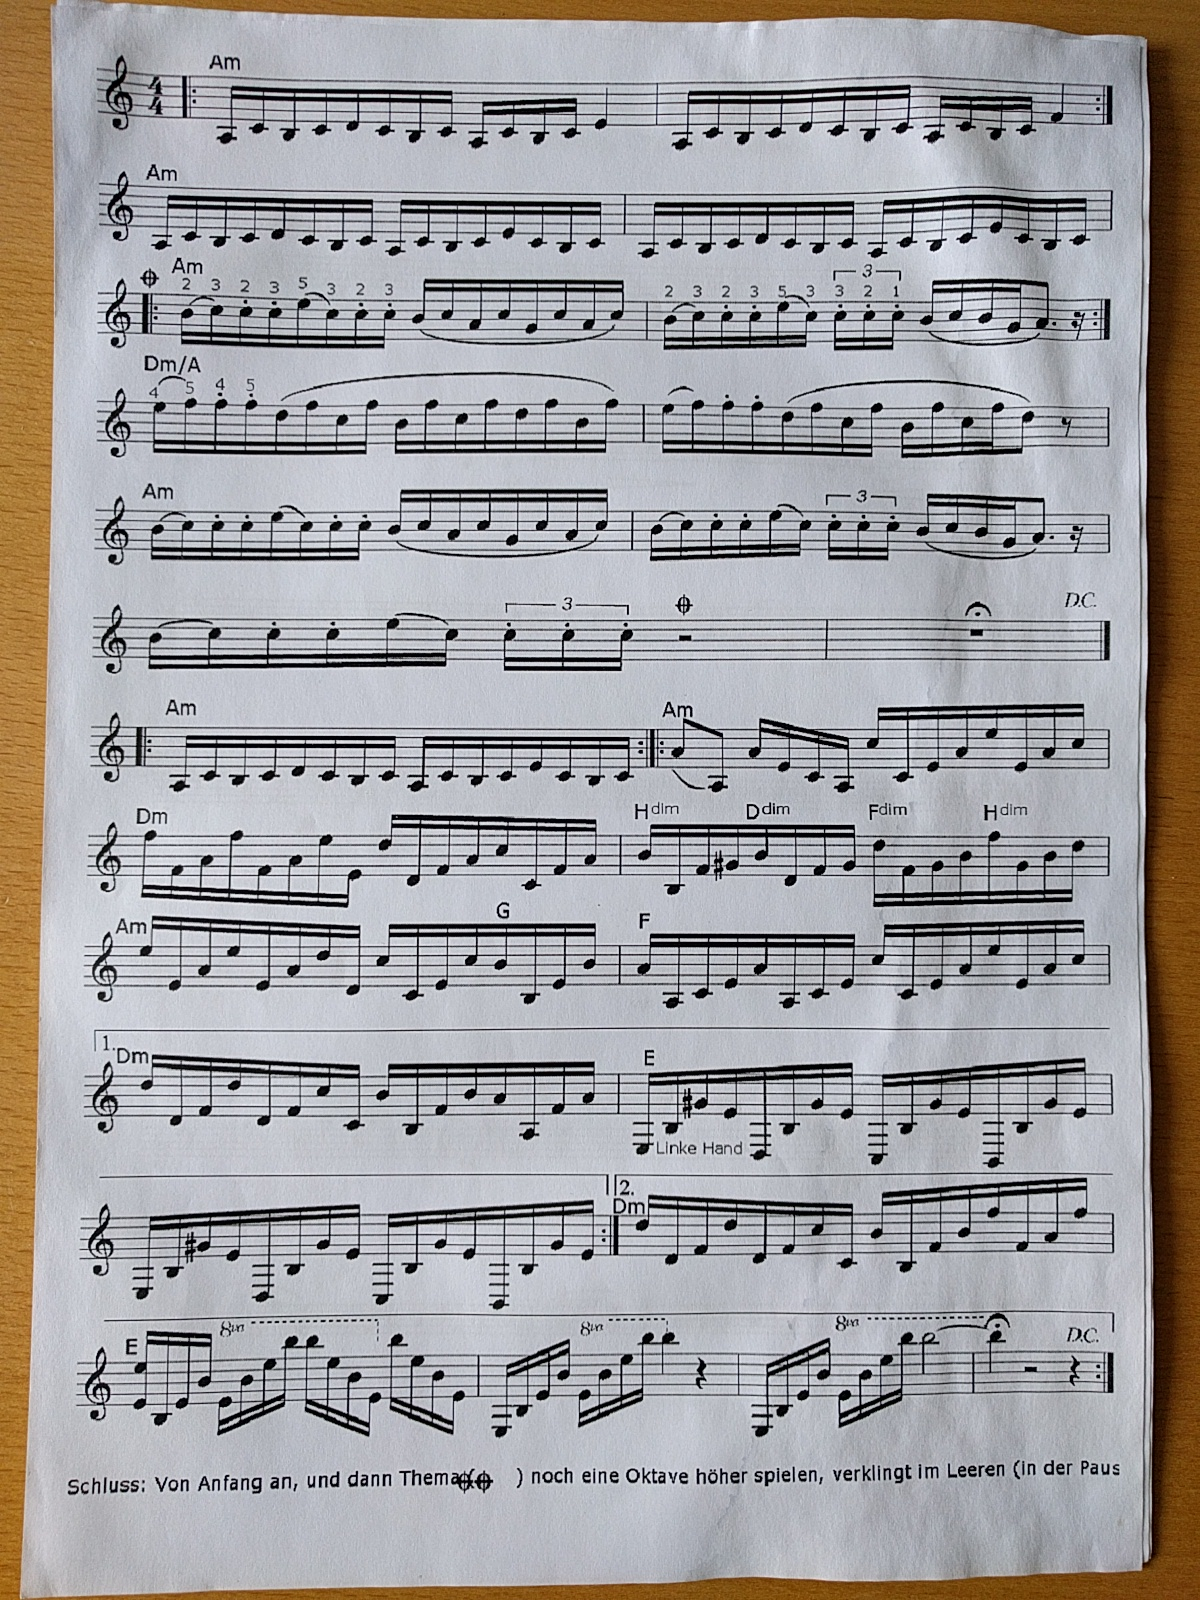 Am
4
4
Am
Am
2 3 2 3 5 3 2 3 2 3 2 3 5 3 3 2 1
3
Dm/A
4 5 4 5
Am
3
3
D.C.
Am Am
Dm Hdim Ddim Fdim Hdim
Am G F
1. Dm E
Linke Hand
2.
Dm
E 8va 8va 8va D.C.
Schluss: Von Anfang an, und dann Thema( ) noch eine Oktave höher spielen, verklingt im Leeren (in der Paus